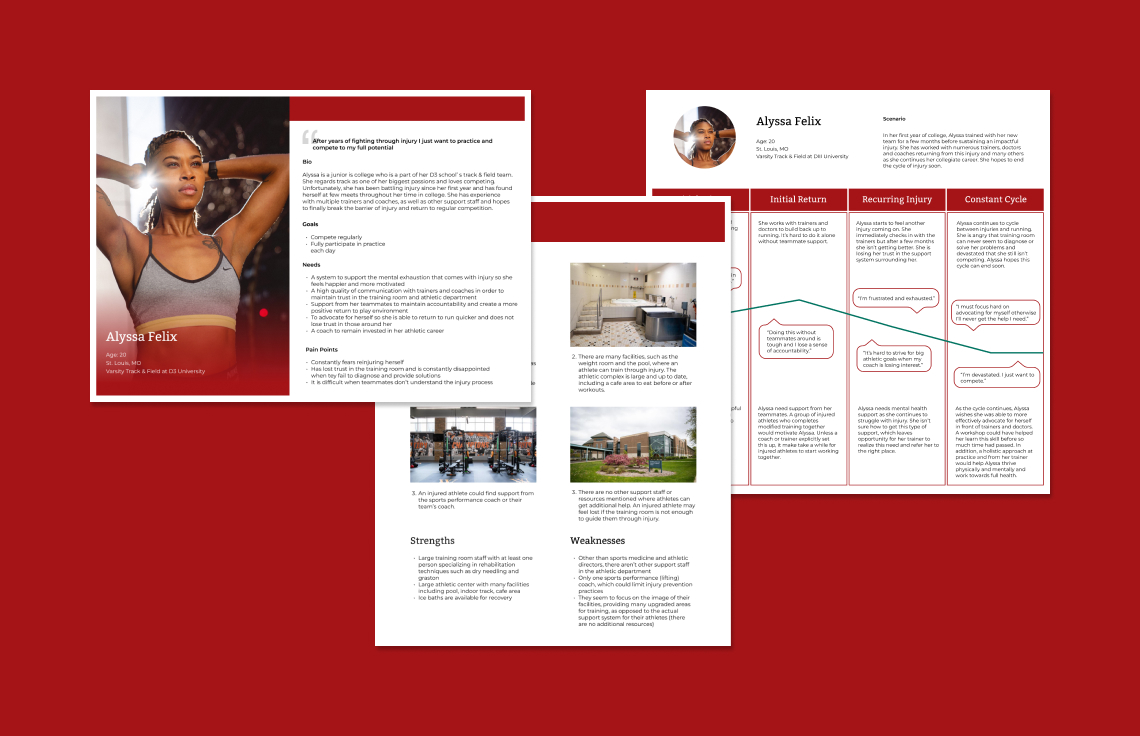 “
After years of fighting through injury I just want to practice and
compete to my full potential
Bio
Alyssa is a junior is college who is a part of her D3 school's track & field team.
She regards track as one of her biggest passions and loves competing.
Unfortunately, she has been battling injury since her first year and has found
herself at few meets throughout her time in college. She has experience
with multiple trainers and coaches, as well as other support staff and hopes
to finally break the barrier of injury and return to regular competition.
Goals
- Compete regularly
- Fully participate in practice
each day
Needs
- A system to support the mental exhaustion that comes with injury so she
feels happier and more motivated
- A high quality of communication with trainers and coaches in order to
maintain trust in the training room and athletic department
- Support from her teammates to maintain accountability and create a more
positive return to play environment
- To advocate for herself so she is able to return to run quicker and does not
lose trust in those around her
- A coach to remain invested in her athletic career
Pain Points
- Constantly fears reinjuring herself
- Has lost trust in the training room and is constantly disappointed
when tey fail to diagnose and provide solutions
- It is difficult when teammates don't understand the injury process
Alyssa Felix
Age: 20
St. Louis, MO
Varsity Track & Field at D3 University
2. There are many facilities, such as the
weight room and the pool, where an
athlete can train through injury. The
athletic complex is large and up to date,
including a cafe area to eat before or after
workouts.
3. An injured athlete could find support from
the sports performance coach or their
team's coach.
3. There are no other support staff or
resources mentioned where athletes can
get additional help. An injured athlete may
feel lost if the training room is not enough
to guide them through injury.
Strengths
- Large training room staff with at least one
person specializing in rehabilitation
techniques such as dry needling and
graston
- Large athletic center with many facilities
including pool, indoor track, cafe area
- Ice baths are available for recovery
Weaknesses
- Other than sports medicine and athletic
directors, there aren't other support staff
in the athletic department
- Only one sports performance (lifting)
coach, which could limit injury prevention
practices
- They seem to focus on the image of their
facilities, providing many upgraded areas
for training, as opposed to the actual
support system for their athletes (there
are no additional resources)
Alyssa Felix
Age: 20
St. Louis, MO
Varsity Track & Field at DIII University
Scenario
In her first year of college, Alyssa trained with her new
team for a few months before sustaining an impactful
injury. She has worked with numerous trainers, doctors
and coaches returning from this injury and many others
as she continues her collegiate career. She hopes to end
the cycle of injury soon.
Initial Return
She works with trainers and
doctors to build back up to
running. It's hard to do it alone
without teammate support.
"Doing this without
teammates around is
tough and I lose a sense
of accountability."
Alyssa need support from her
teammates. A group of injured
athletes who completes
modified training together
would motivate Alyssa. Unless a
coach or trainer explicitly set
this up, it make take a while for
injured athletes to start working
together.
Recurring Injury
Alyssa starts to feel another
injury coming on. She
immediately checks in with the
trainers but after a few months
she isn't getting better. She is
losing her trust in the support
system surrounding her.
"I'm frustrated and exhausted."
"It's hard to strive for big
athletic goals when my
coach is losing interest."
Alyssa needs mental health
support as she continues to
struggle with injury. She isn't
sure how to get this type of
support, which leaves
opportunity for her trainer to
realize this need and refer her to
the right place.
Constant Cycle
Alyssa continues to cycle
between injuries and running.
She is angry that training room
can never seem to diagnose or
solve her problems and
devastated that she still isn't
competing. Alyssa hopes this
cycle can end soon.
"I must focus hard on
advocating for myself otherwise
I'll never get the help I need."
"I'm devastated. I just want to
compete."
As the cycle continues, Alyssa
wishes she was able to more
effectively advocate for herself
in front of trainers and doctors.
A workshop could have helped
her learn this skill before so
much time had passed. In
addition, a holistic approach at
practice and from her trainer
would help Alyssa thrive
physically and mentally and
work towards full health.